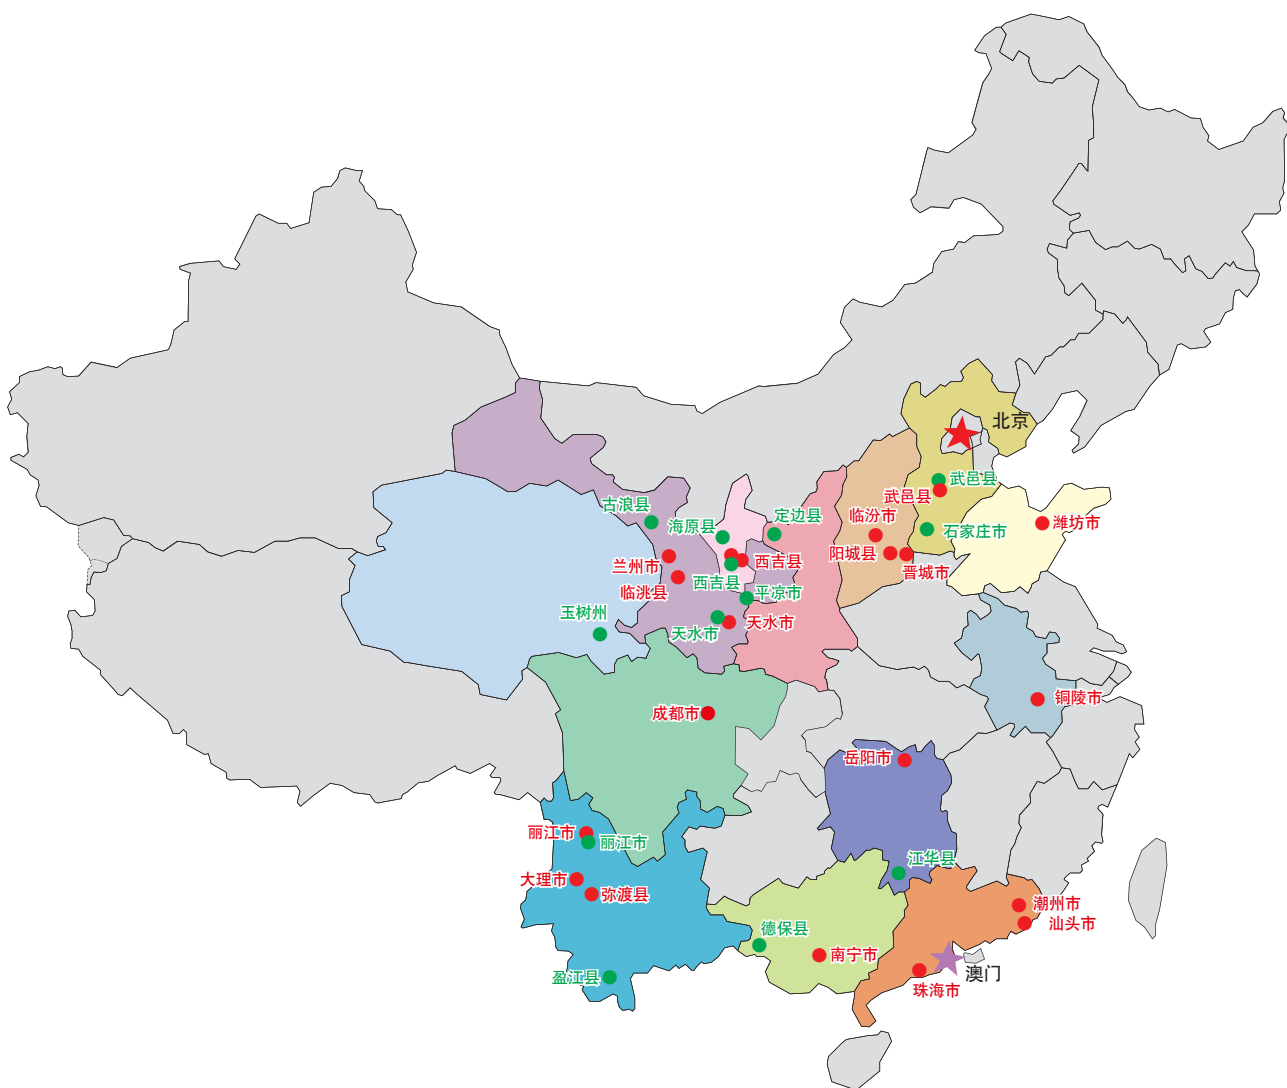 北京
武邑县
武邑县
古浪县
定边县
临汾市
潍坊市
海原县
石家庄市
阳城县
西吉县
兰州市
晋城市
西吉县
临洮县
平凉市
玉树州
天水市
天水市
铜陵市
成都市
岳阳市
丽江市
丽江市
江华县
大理市
弥渡县
潮州市
汕头市
德保县
南宁市
澳门
盈江县
珠海市